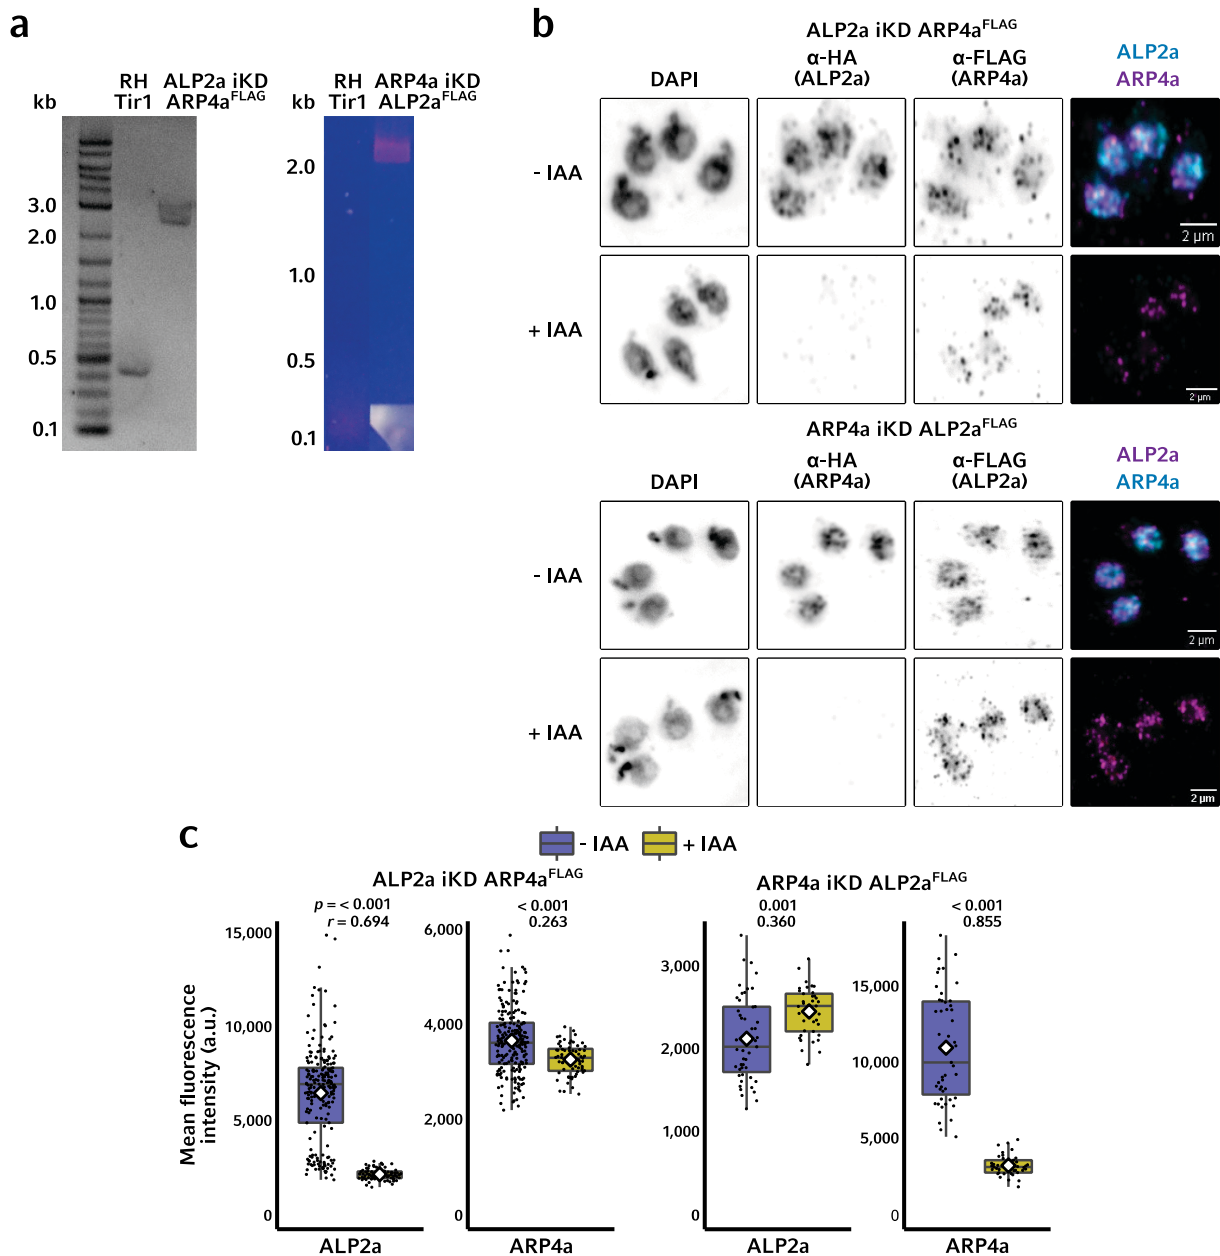 a
RH ALP2a iKD
kb Tir1 ARP4aFLAG
3.0
2.0
1.0
0.5
0.1
RH ARP4a iKD
kb Tir1 ALP2aFLAG
2.0
1.0
0.5
0.1
b
ALP2a iKD ARP4aFLAG
DAPI
α-HA
(ALP2a)
α-FLAG
(ARP4a)
ALP2a
ARP4a
- IAA
2 µm
+ IAA
2 µm
ARP4a iKD ALP2aFLAG
DAPI
α-HA
(ARP4a)
α-FLAG
(ALP2a)
ALP2a
ARP4a
- IAA
2 µm
+ IAA
2 µm
c
- IAA + IAA
ALP2a iKD ARP4aFLAG
ARP4a iKD ALP2aFLAG
Mean fluorescence
intensity (a.u.)
p = < 0.001
r = 0.694
15,000
10,000
5,000
0
ALP2a
< 0.001
0.263
6,000
4,000
2,000
0
ARP4a
0.001
0.360
3,000
2,000
1,000
0
ALP2a
< 0.001
0.855
15,000
10,000
5,000
0
ARP4a